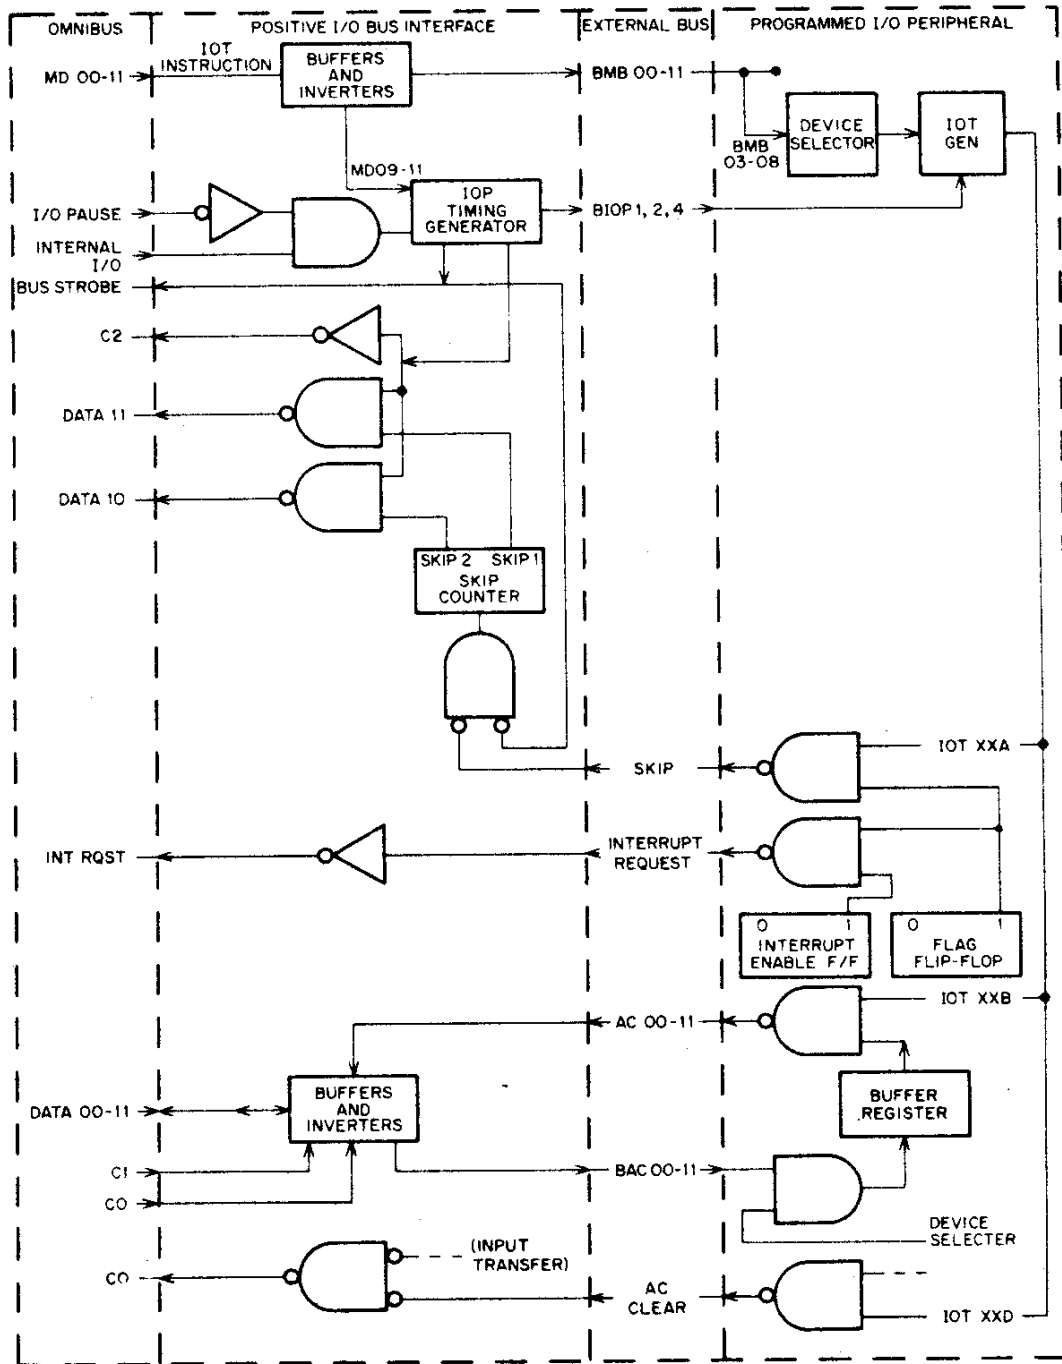 OMNIBUS
POSITIVE I/O BUS INTERFACE
EXTERNAL BUS
PROGRAMMED I/O PERIPHERAL
MD 00-11
IOT
INSTRUCTION
BUFFERS
AND
INVERTERS
BMB 00-11
BMB
03-08
DEVICE
SELECTOR
IOT
GEN
MD09-11
I/O PAUSE
INTERNAL
I/O
IOP
TIMING
GENERATOR
BIOP 1, 2, 4
BUS STROBE
C2
DATA 11
DATA 10
SKIP 2 SKIP 1
SKIP
COUNTER
SKIP
IOT XXA
INT RQST
INTERRUPT
REQUEST
0 1
INTERRUPT
ENABLE F/F
0 1
FLAG
FLIP-FLOP
IOT XXB
AC 00-11
DATA 00-11
BUFFERS
AND
INVERTERS
BUFFER
REGISTER
C1
C0
BAC 00-11
DEVICE
SELECTER
C0
(INPUT
TRANSFER)
AC
CLEAR
IOT XXD